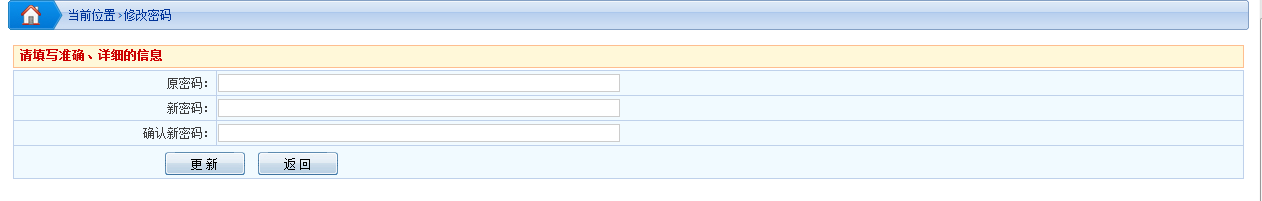 当前位置>修改密码
请填写准确、详细的信息
原密码：
新密码：
确认新密码：
更 新 返 回